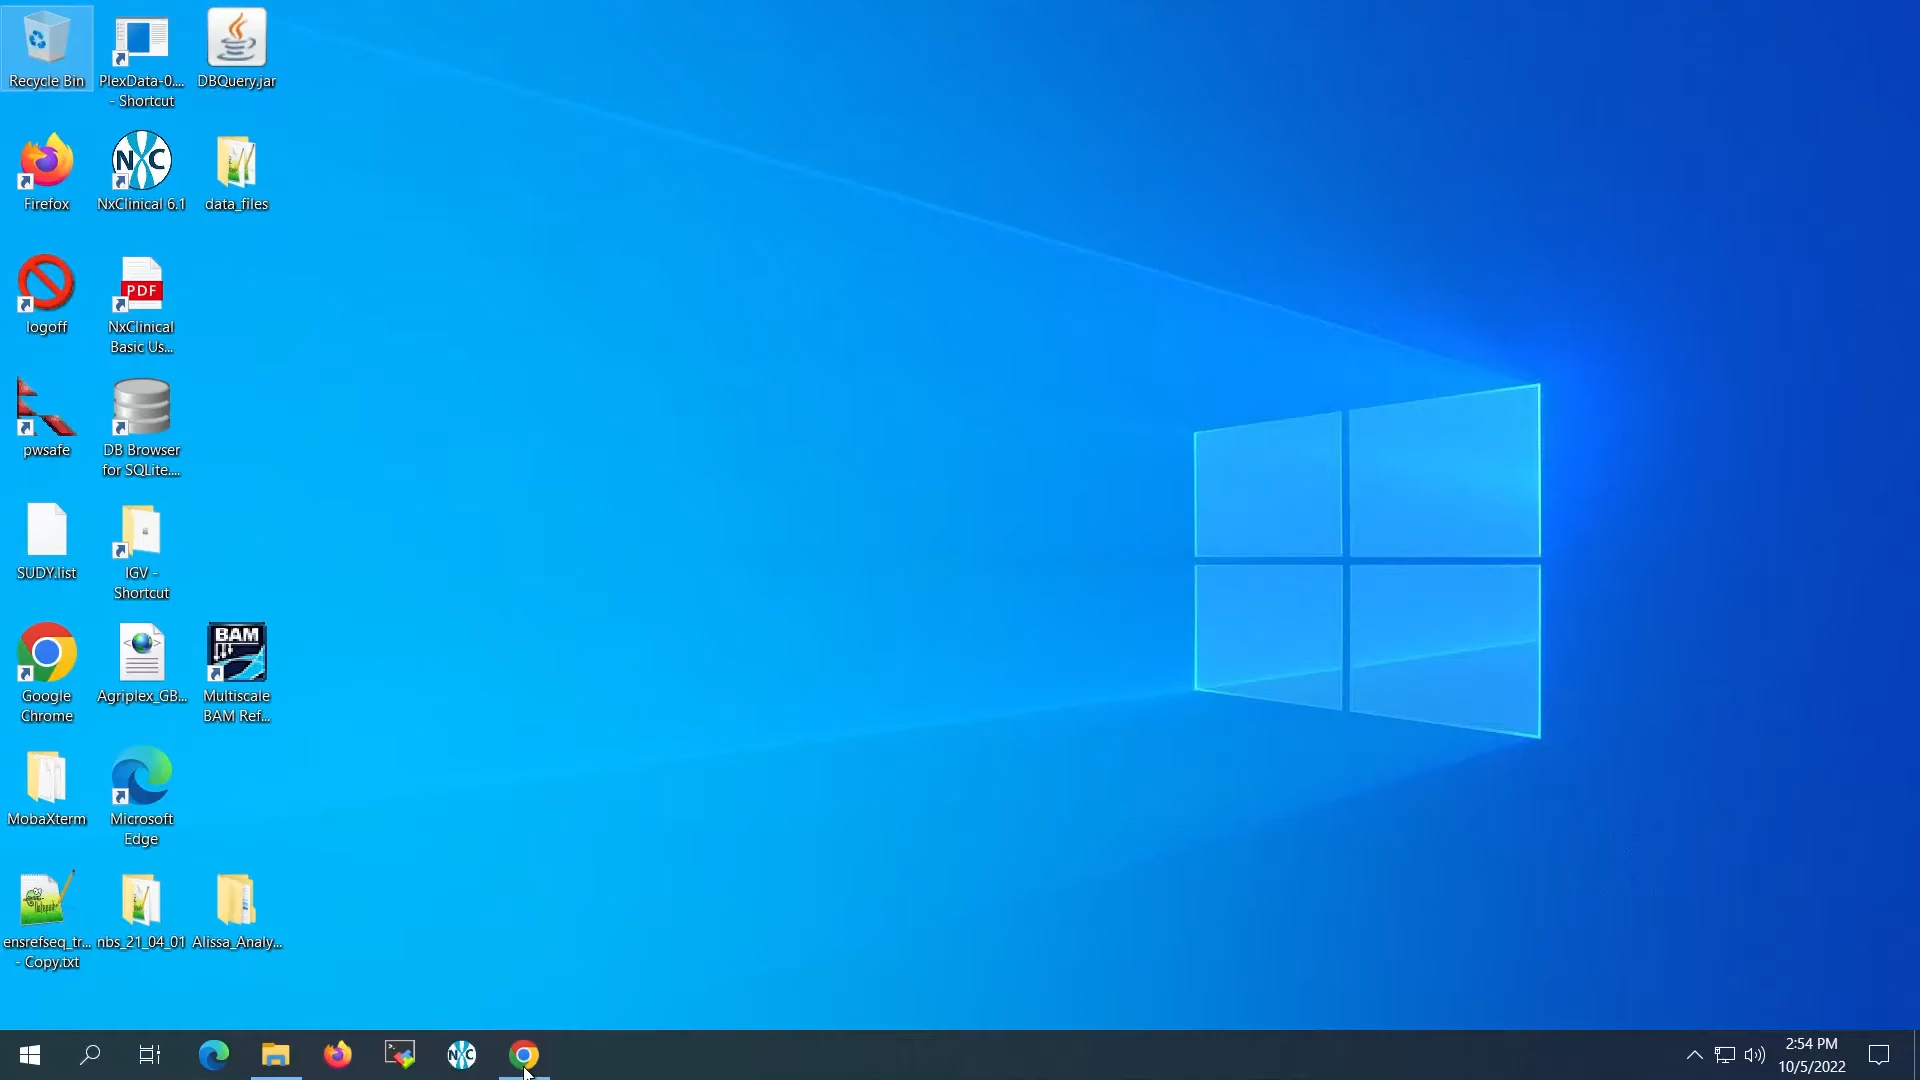 Recycle Bin
PlexData-0....
- Shortcut
DBQuery.jar
NXC
Firefox
NxClinical 6.1
data_files
PDF
logoff
NxClinical
Basic Us...
pwsafe
DB Browser
for SQLite....
SUDY.list
IGV -
Shortcut
BAM
Google
Chrome
Agriplex_GB...
Multiscale
BAM Ref...
MobaXterm
Microsoft
Edge
ensrefseq_tr...
- Copy.txt
nbs_21_04_01
Alissa_Analy...
NXC
2:54 PM
10/5/2022